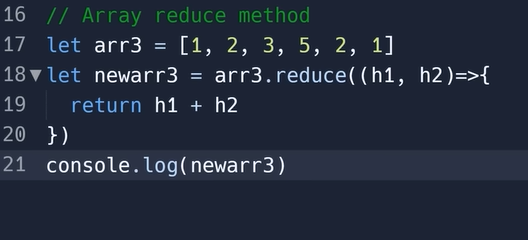 16 // Array reduce method
17 let arr3 = [1, 2, 3, 5, 2, 1]
18 let newarr3 = arr3.reduce((h1, h2)=>{
19   return h1 + h2
20 })
21 console.log(newarr3)